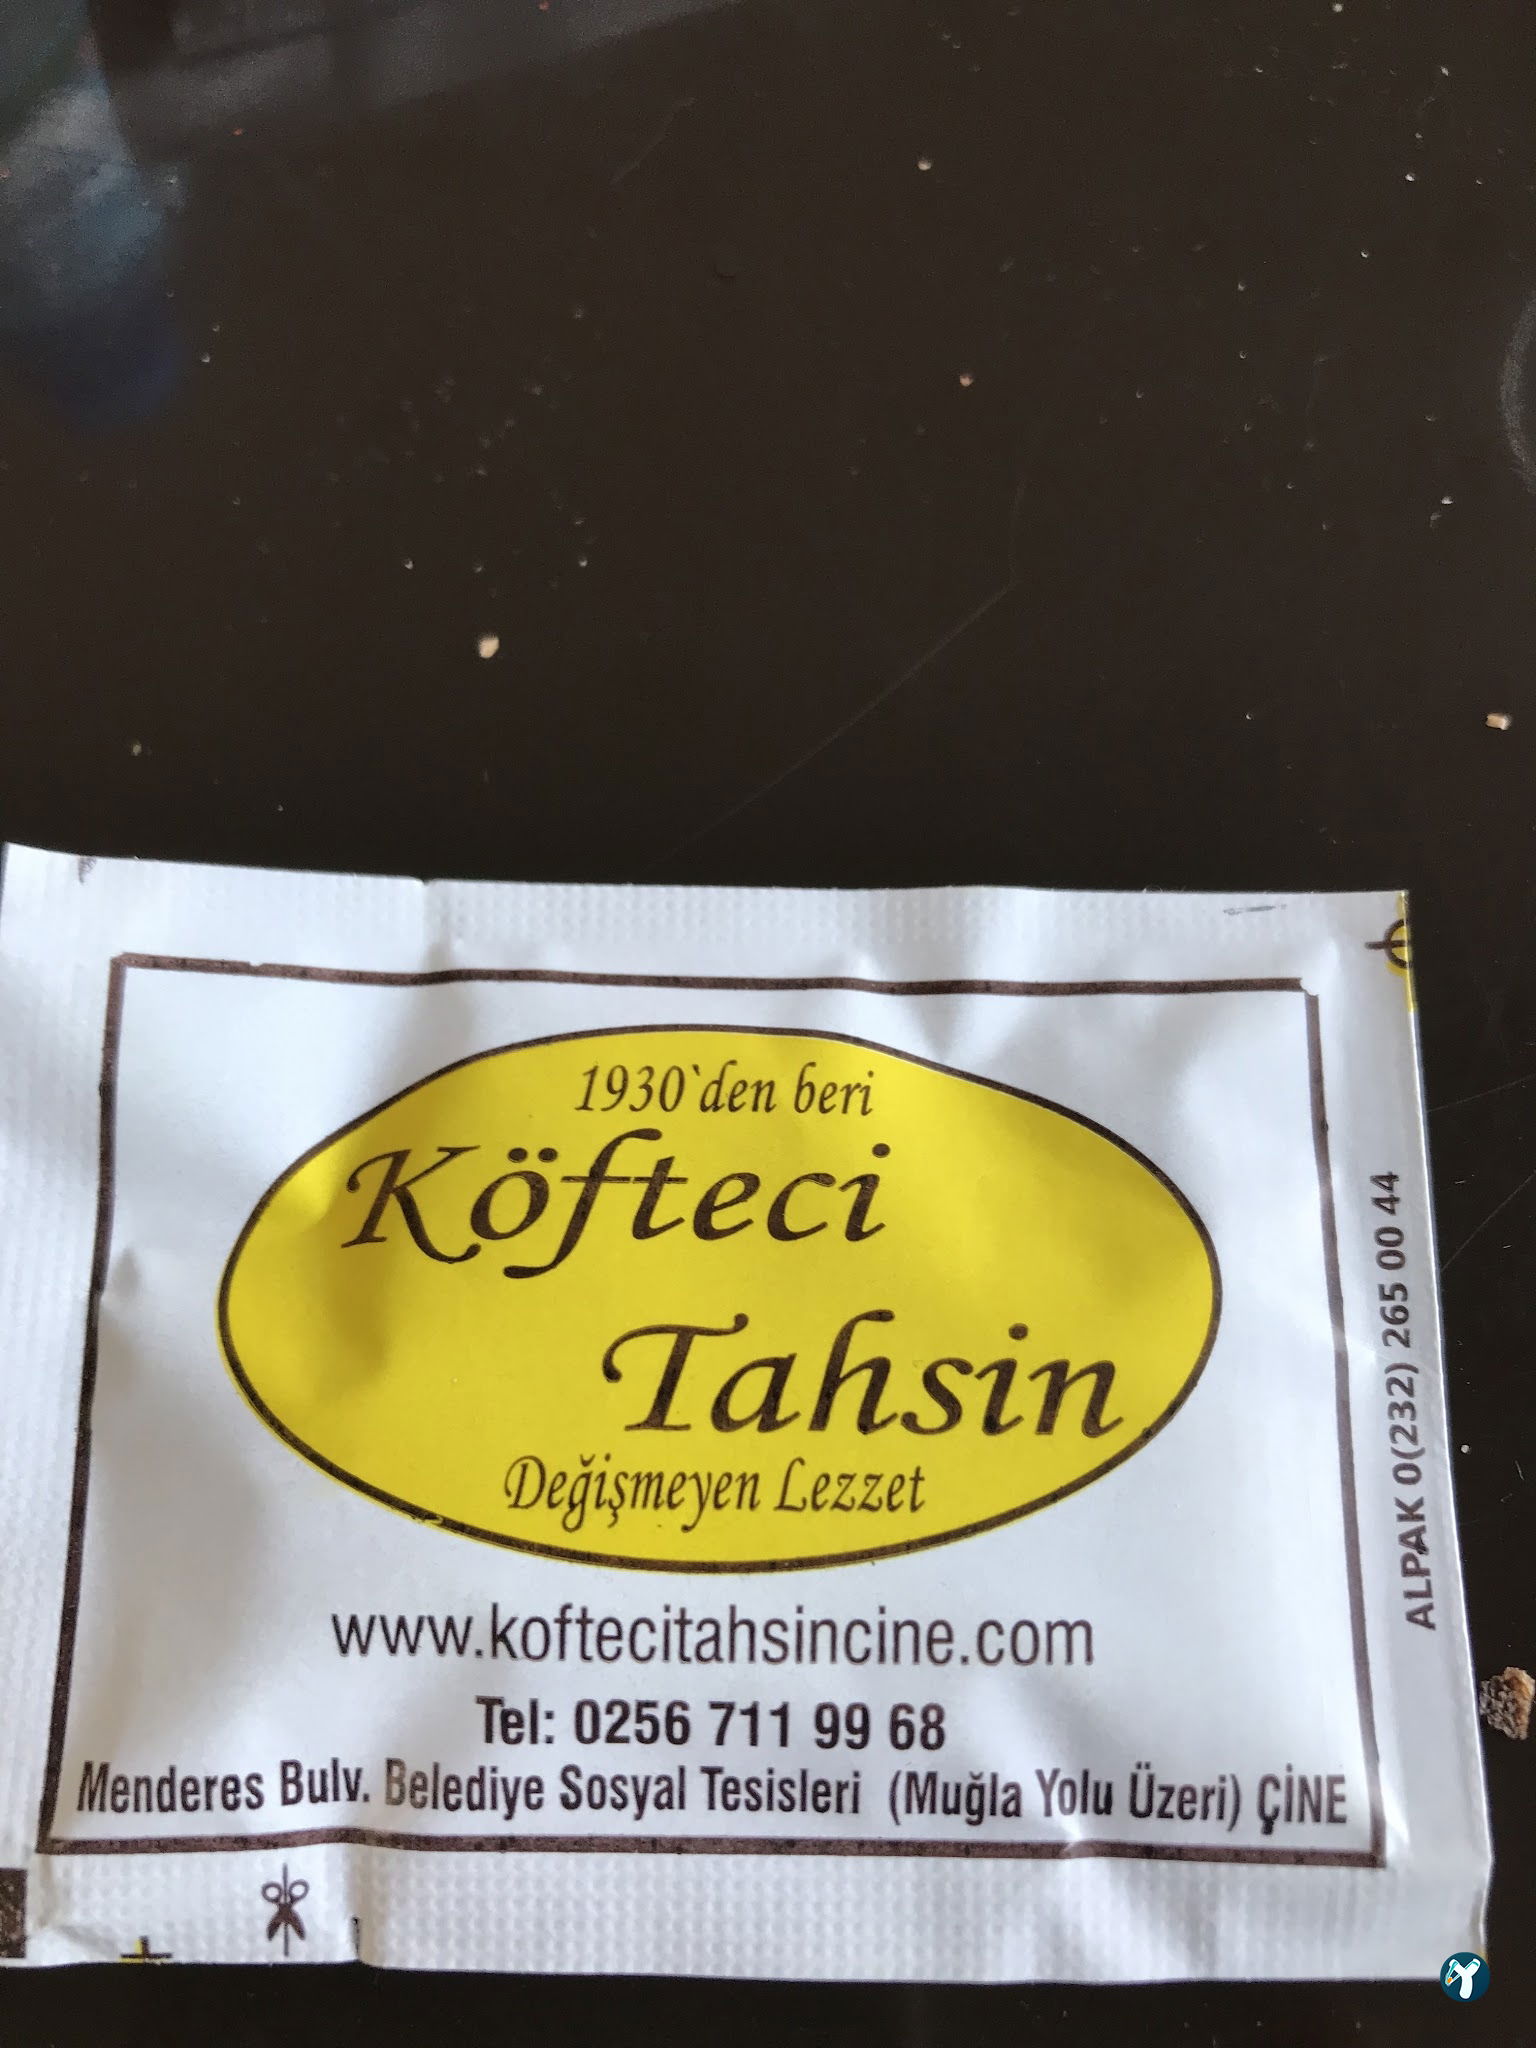 1930`den beri
Köfteci
Tahsin
Değişmeyen Lezzet
www.koftecitahsincine.com
Tel: 0256 711 99 68
Menderes Bulv. Belediye Sosyal Tesisleri (Muğla Yolu Üzeri) ÇİNE
ALPAK 0(232) 265 00 44